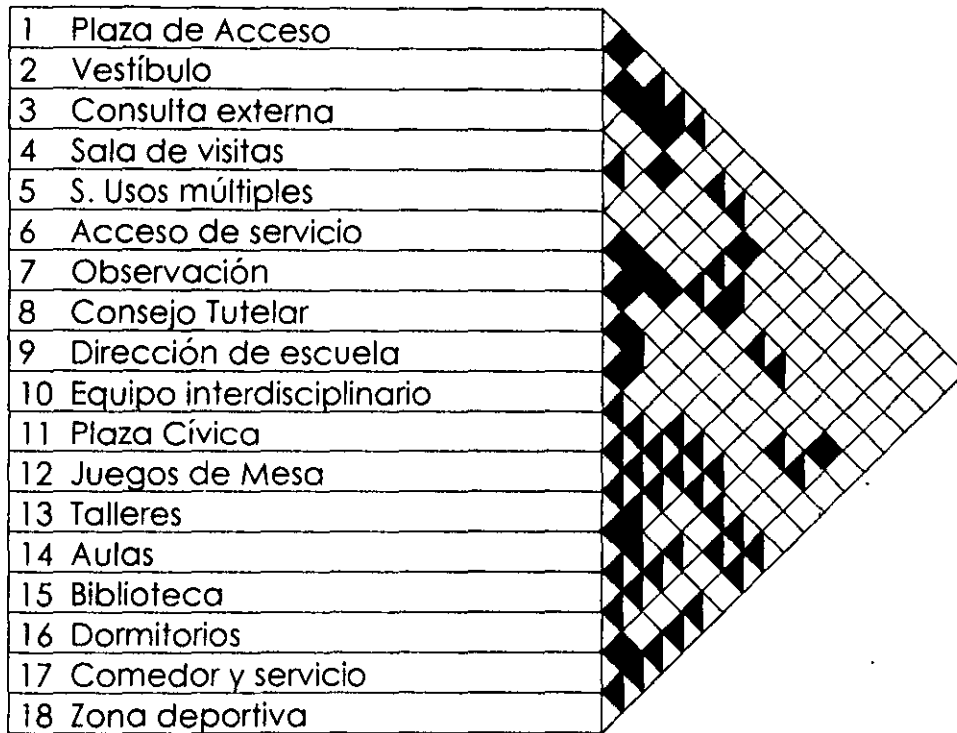 1 Plaza de Acceso
2 Vestíbulo
3 Consulta externa
4 Sala de visitas
5 S. Usos múltiples
6 Acceso de servicio
7 Observación
8 Consejo Tutelar
9 Dirección de escuela
10 Equipo interdisciplinario
11 Plaza Cívica
12 Juegos de Mesa
13 Talleres
14 Aulas
15 Biblioteca
16 Dormitorios
17 Comedor y servicio
18 Zona deportiva